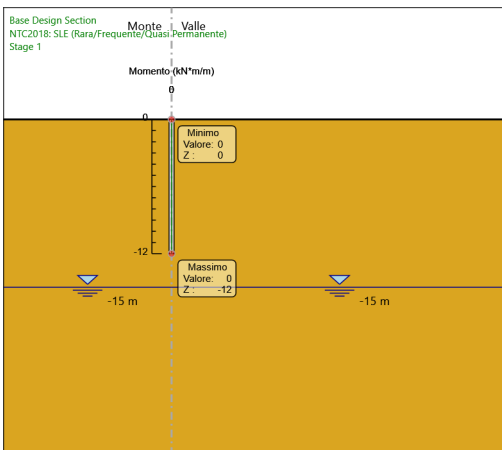 Base Design Section
Monte Valle
NTC2018: SLE (Rara/Frequente/Quasi Permanente)
Stage 1
Momento (kN*m/m)
0
0
Minimo
Valore: 0
Z : 0
-12
Massimo
Valore: 0
Z : -12
-15 m
-15 m